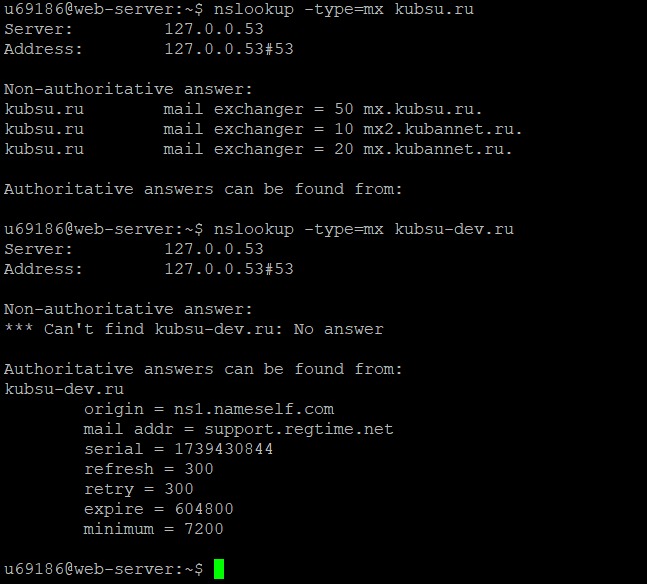 u69186@web-server:~$ nslookup -type=mx kubsu.ru
Server:         127.0.0.53
Address:        127.0.0.53#53

Non-authoritative answer:
kubsu.ru        mail exchanger = 50 mx.kubsu.ru.
kubsu.ru        mail exchanger = 10 mx2.kubannet.ru.
kubsu.ru        mail exchanger = 20 mx.kubannet.ru.

Authoritative answers can be found from:

u69186@web-server:~$ nslookup -type=mx kubsu-dev.ru
Server:         127.0.0.53
Address:        127.0.0.53#53

Non-authoritative answer:
*** Can't find kubsu-dev.ru: No answer

Authoritative answers can be found from:
kubsu-dev.ru
        origin = ns1.nameself.com
        mail addr = support.regtime.net
        serial = 1739430844
        refresh = 300
        retry = 300
        expire = 604800
        minimum = 7200

u69186@web-server:~$